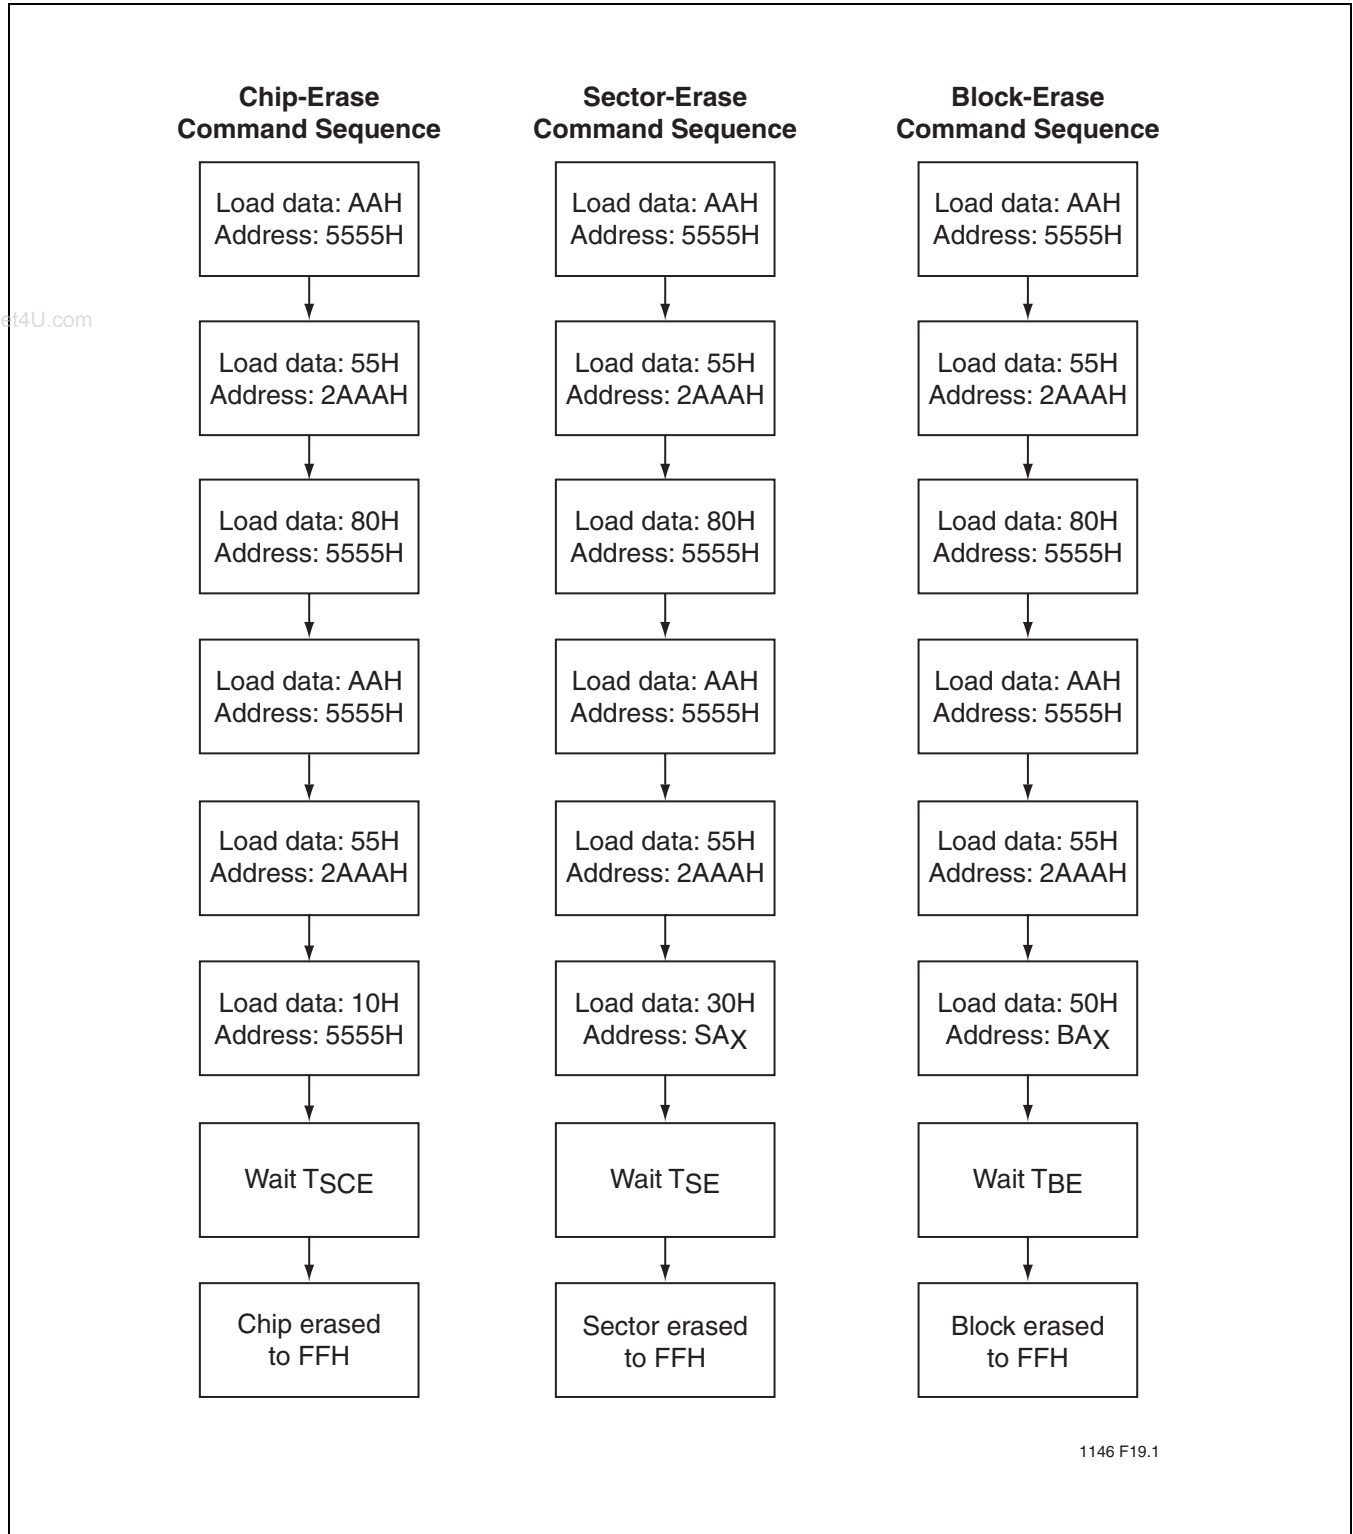 Chip-Erase
Command Sequence
Load data: AAH
Address: 5555H
Load data: 55H
Address: 2AAAH
Load data: 80H
Address: 5555H
Load data: AAH
Address: 5555H
Load data: 55H
Address: 2AAAH
Load data: 10H
Address: 5555H
Wait TSCE
Chip erased
to FFH
Sector-Erase
Command Sequence
Load data: AAH
Address: 5555H
Load data: 55H
Address: 2AAAH
Load data: 80H
Address: 5555H
Load data: AAH
Address: 5555H
Load data: 55H
Address: 2AAAH
Load data: 30H
Address: SAX
Wait TSE
Sector erased
to FFH
Block-Erase
Command Sequence
Load data: AAH
Address: 5555H
Load data: 55H
Address: 2AAAH
Load data: 80H
Address: 5555H
Load data: AAH
Address: 5555H
Load data: 55H
Address: 2AAAH
Load data: 50H
Address: BAX
Wait TBE
Block erased
to FFH
et4U.com
1146 F19.1